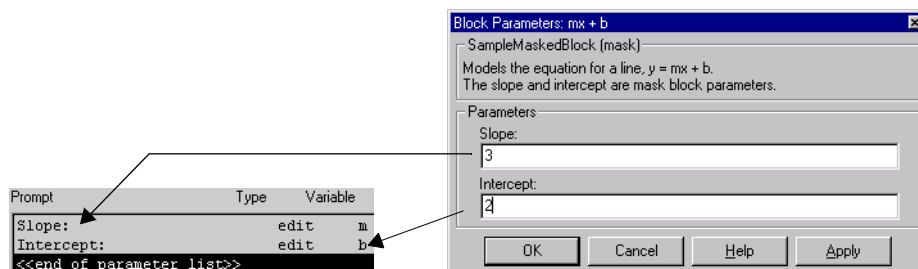 Block Parameters: mx + b
SampleMaskedBlock (mask)
Models the equation for a line, y = mx + b.
The slope and intercept are mask block parameters.
Parameters
Slope:
3
Intercept:
2
OK Cancel Help Apply
Prompt Type Variable
Slope: edit m
Intercept: edit b
<<end of parameter list>>